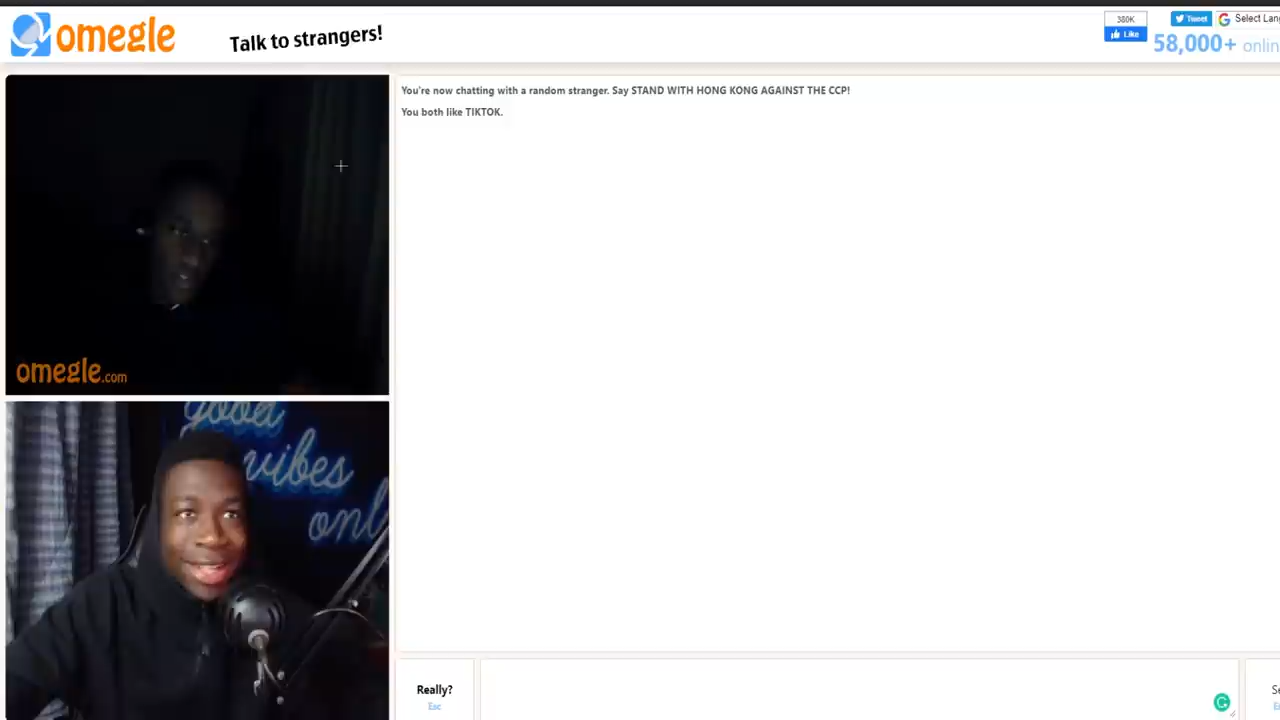 omegle
Talk to strangers!
380K
Like
Tweet
Select Lang
58,000+ onlin
You're now chatting with a random stranger. Say STAND WITH HONG KONG AGAINST THE CCP!
You both like TIKTOK.
omegle.com
good
vibes
onl
Really?
Esc
Se